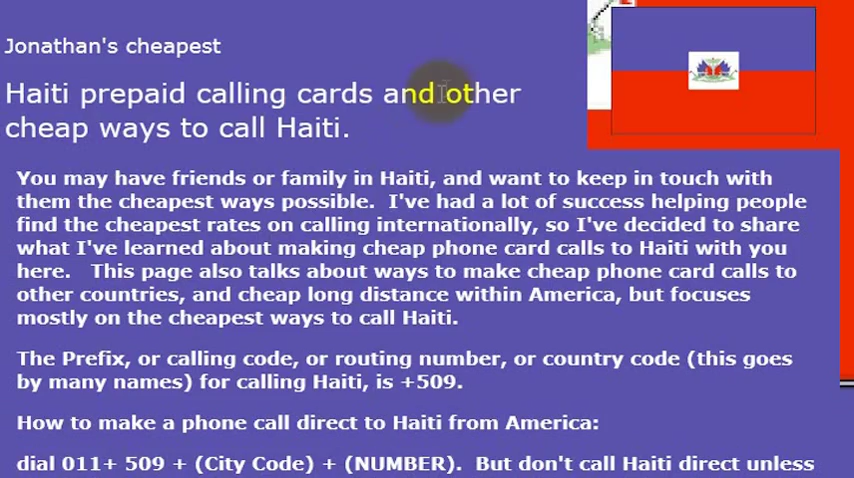 Jonathan's cheapest
Haiti prepaid calling cards and other
cheap ways to call Haiti.
You may have friends or family in Haiti, and want to keep in touch with
them the cheapest ways possible.  I've had a lot of success helping people
find the cheapest rates on calling internationally, so I've decided to share
what I've learned about making cheap phone card calls to Haiti with you
here.   This page also talks about ways to make cheap phone card calls to
other countries, and cheap long distance within America, but focuses
mostly on the cheapest ways to call Haiti.
The Prefix, or calling code, or routing number, or country code (this goes
by many names) for calling Haiti, is +509.
How to make a phone call direct to Haiti from America:
dial 011+ 509 + (City Code) + (NUMBER).  But don't call Haiti direct unless